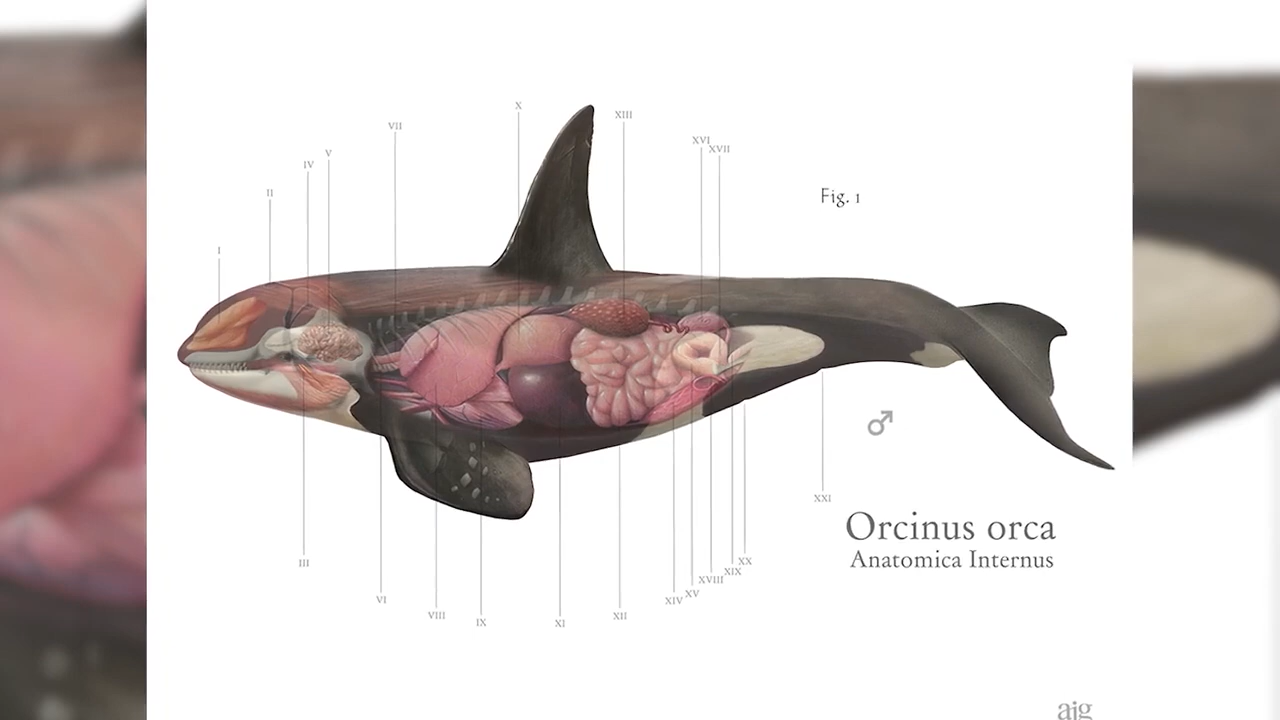 X
XIII
VII
XVI
XVII
V
IV
II
Fig. 1
I
XXI
Orcinus orca
Anatomica Internus
III
XX
XIX
XVIII
XV
XIV
VI
VIII
XII
IX
XI
aig